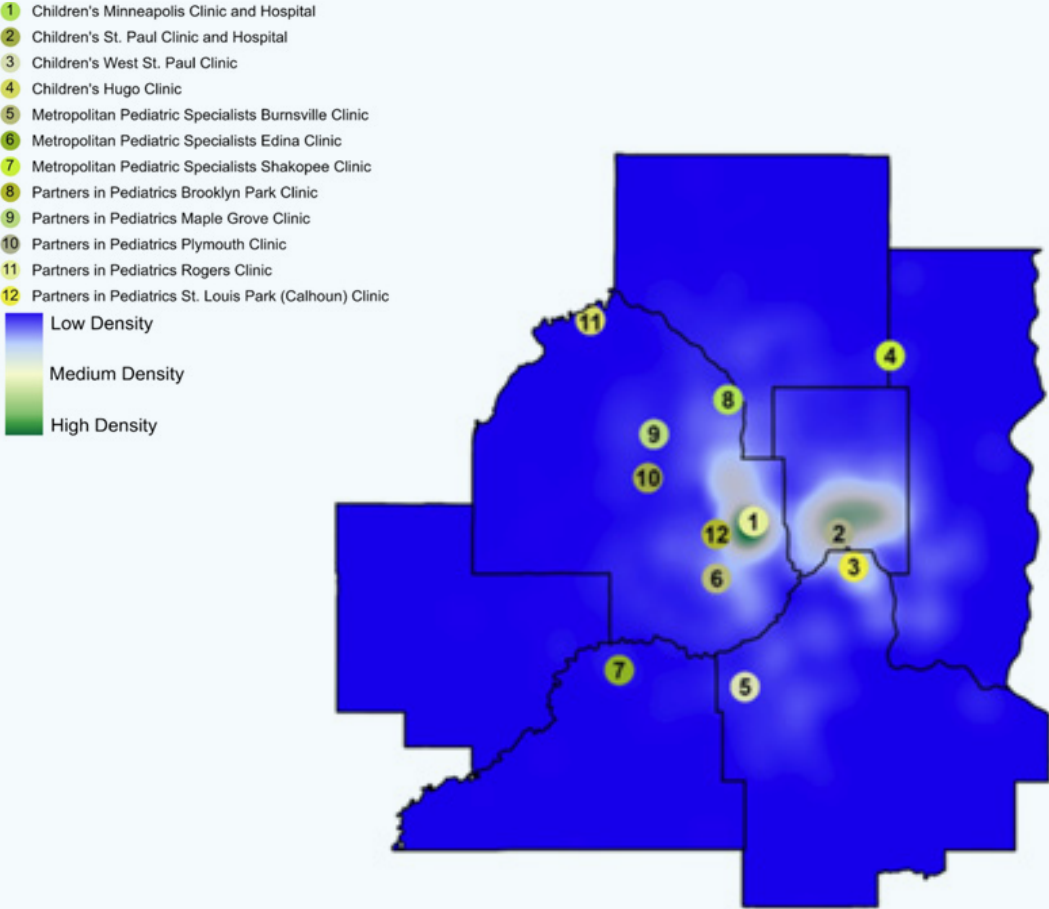 1 Children's Minneapolis Clinic and Hospital
2 Children's St. Paul Clinic and Hospital
3 Children's West St. Paul Clinic
4 Children's Hugo Clinic
5 Metropolitan Pediatric Specialists Burnsville Clinic
6 Metropolitan Pediatric Specialists Edina Clinic
7 Metropolitan Pediatric Specialists Shakopee Clinic
8 Partners in Pediatrics Brooklyn Park Clinic
9 Partners in Pediatrics Maple Grove Clinic
10 Partners in Pediatrics Plymouth Clinic
11 Partners in Pediatrics Rogers Clinic
12 Partners in Pediatrics St. Louis Park (Calhoun) Clinic
Low Density
Medium Density
High Density
11
4
8
9
10
1
12
2
3
6
7
5